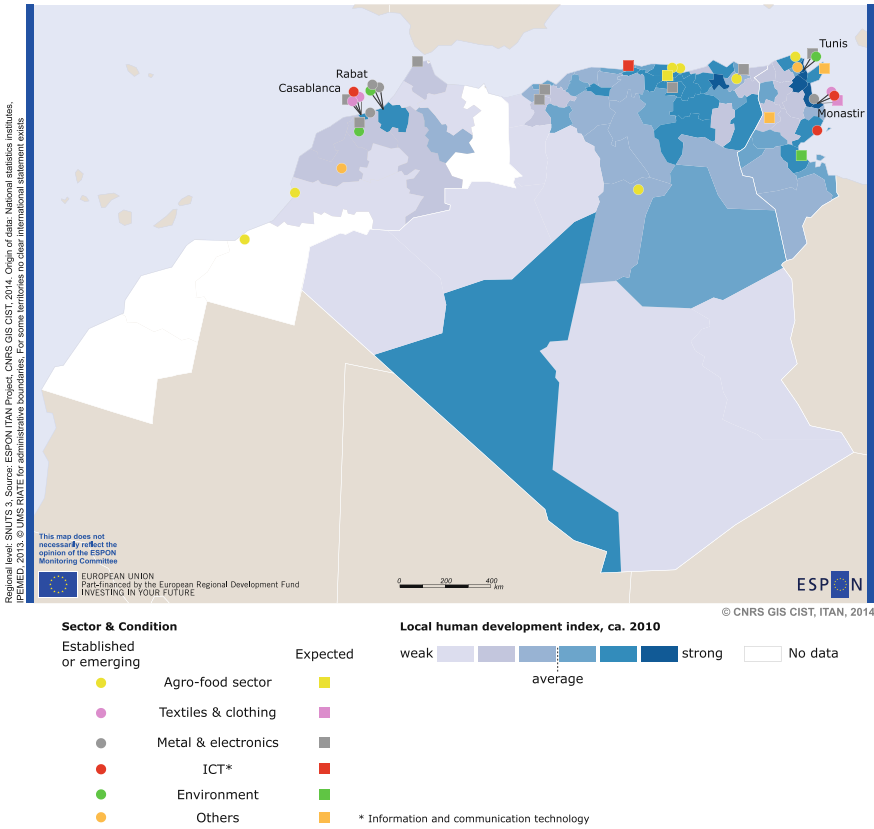 Regional level: SNUTS 3, Source: ESPON ITAN Project, CNRS GIS CIST, 2014. Origin of data: National statistics institutes,
IPEMED, 2013. © UMS RIATE for administrative boundaries. For some territories no clear international statement exists
Tunis
Rabat
Casablanca
Monastir
This map does not
necessarily reflect the
opinion of the ESPON
Monitoring Committee
EUROPEAN UNION
Part-financed by the European Regional Development Fund
INVESTING IN YOUR FUTURE
0 200 400
km
ESPON
© CNRS GIS CIST, ITAN, 2014
Sector & Condition
Established
or emerging
Expected
Agro-food sector
Textiles & clothing
Metal & electronics
ICT*
Environment
Others
Local human development index, ca. 2010
weak strong No data
average
* Information and communication technology